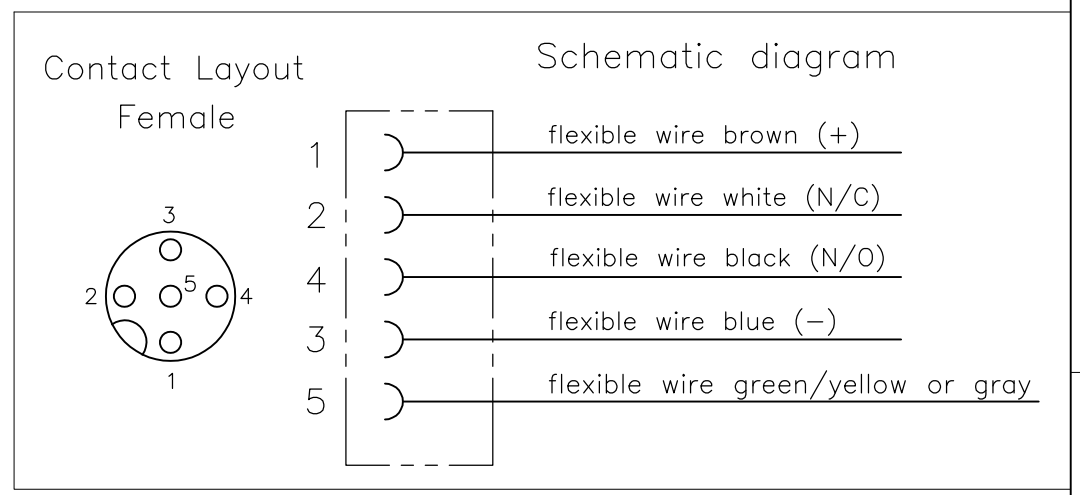 Contact Layout
Female
3
2
5
4
1
Schematic diagram
1 flexible wire brown (+)
2 flexible wire white (N/C)
4 flexible wire black (N/O)
3 flexible wire blue (−)
5 flexible wire green/yellow or gray